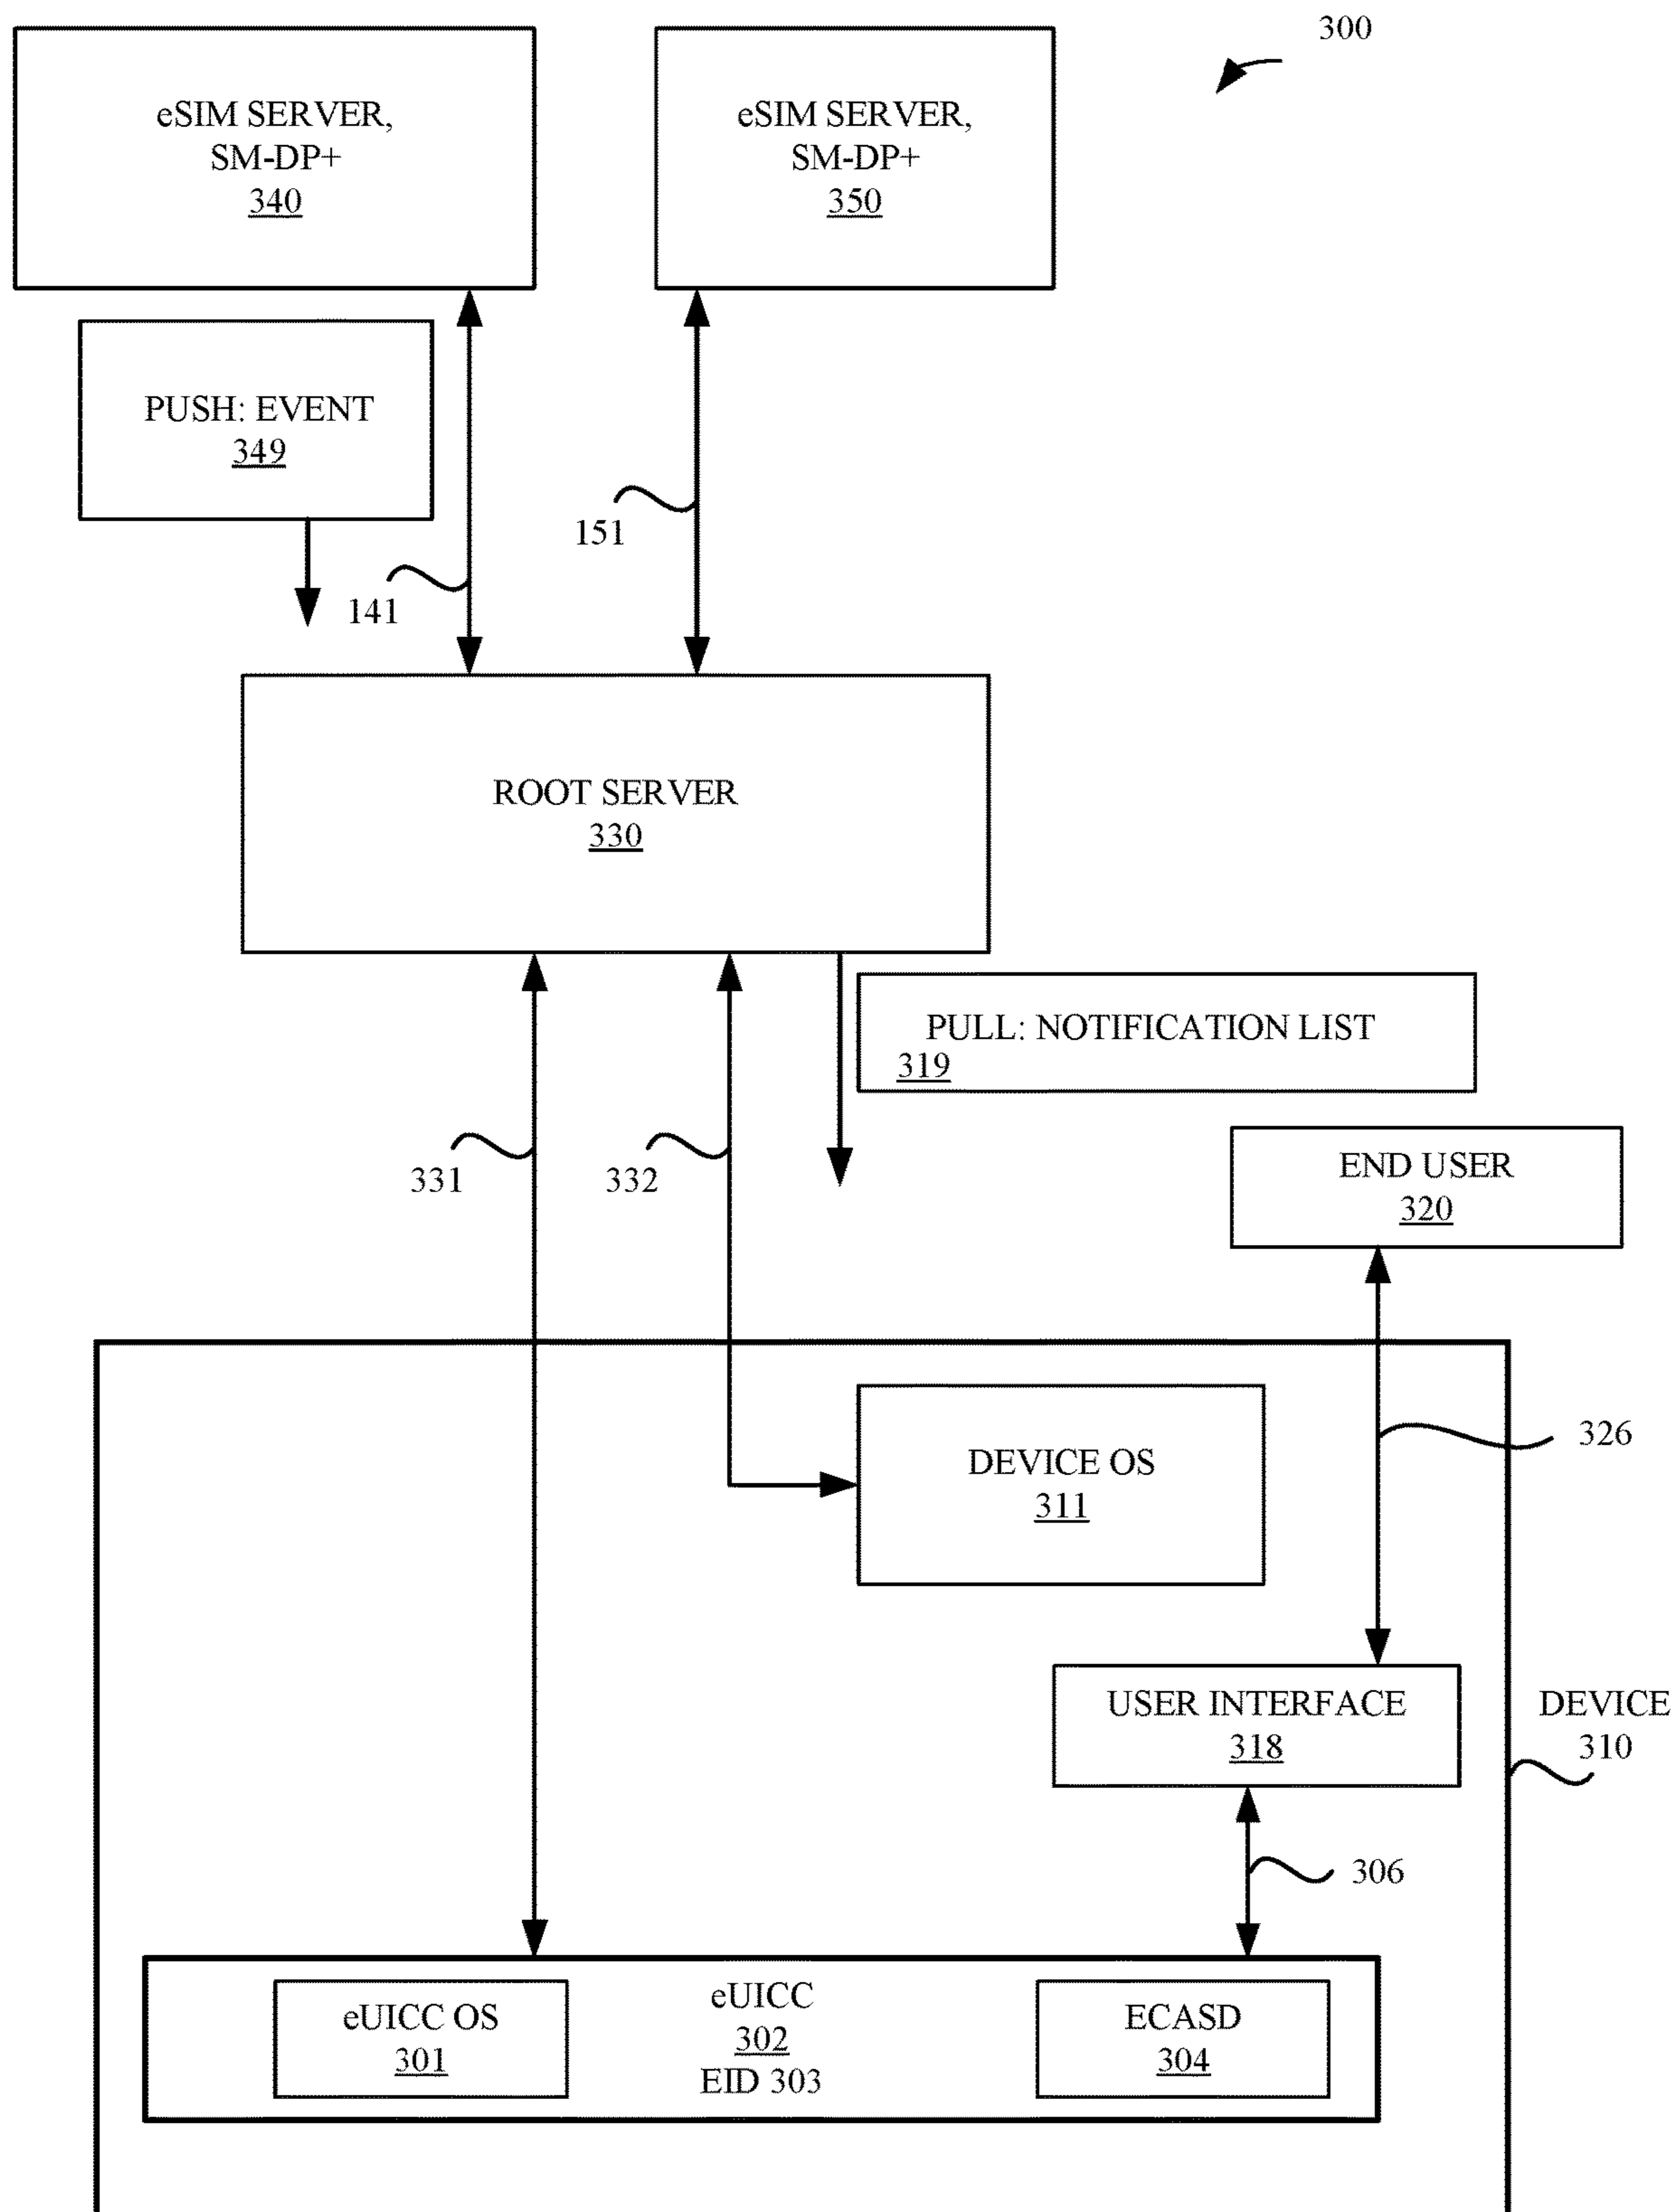 300
eSIM SERVER,
SM-DP+
340
eSIM SERVER,
SM-DP+
350
PUSH: EVENT
349
151
141
ROOT SERVER
330
PULL: NOTIFICATION LIST
319
331
332
END USER
320
326
DEVICE OS
311
USER INTERFACE
318
DEVICE
310
306
eUICC OS
301
eUICC
302
EID 303
ECASD
304